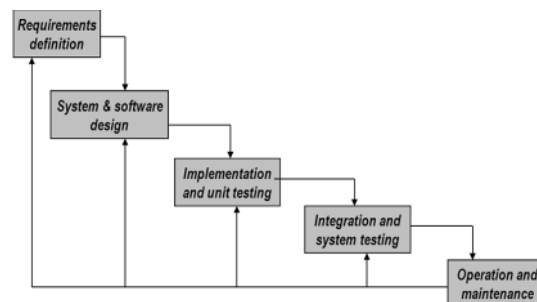 Requirements
definition
System & software
design
Implementation
and unit testing
Integration and
system testing
Operation and
maintenance